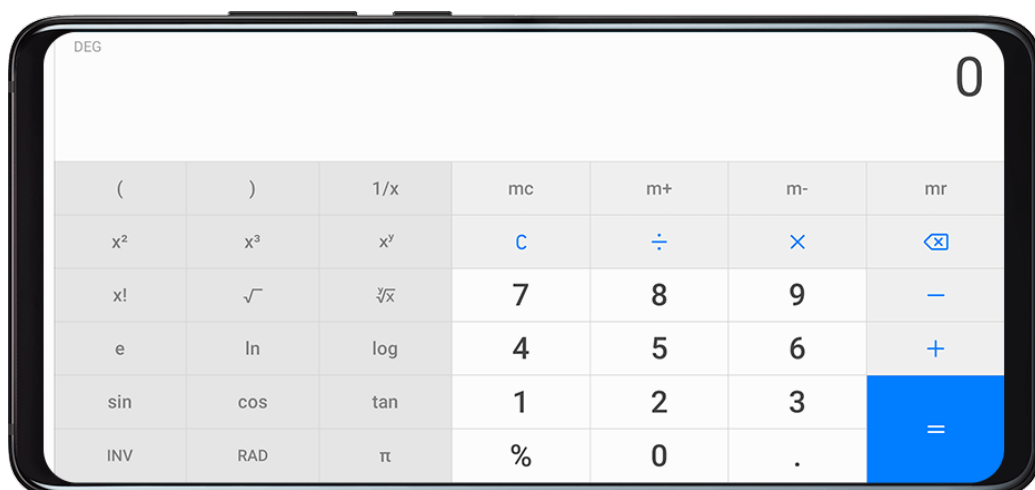 DEG
0
( ) 1/x mc m+ m- mr
x² x³ xʸ C ÷ × ⌫
x! √ ʸ√x 7 8 9 −
e ln log 4 5 6 +
sin cos tan 1 2 3 =
INV RAD π % 0 .